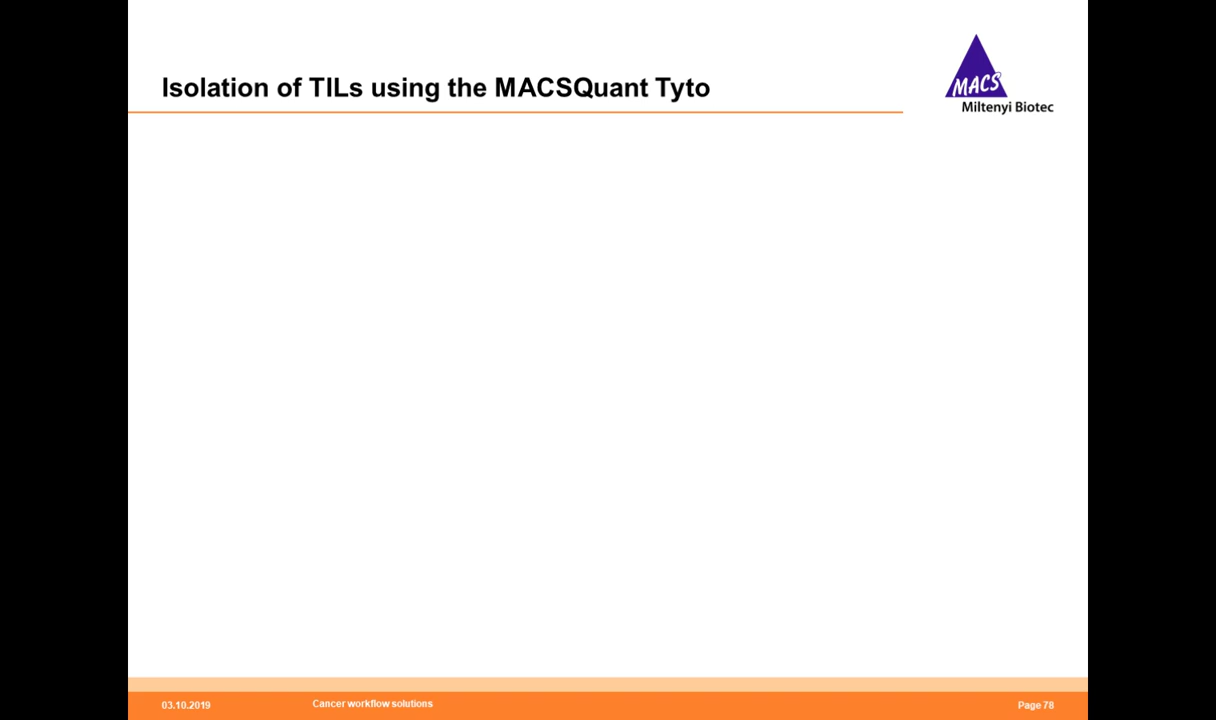 Isolation of TILs using the MACSQuant Tyto
MACS
Miltenyi Biotec
03.10.2019
Cancer workflow solutions
Page 78